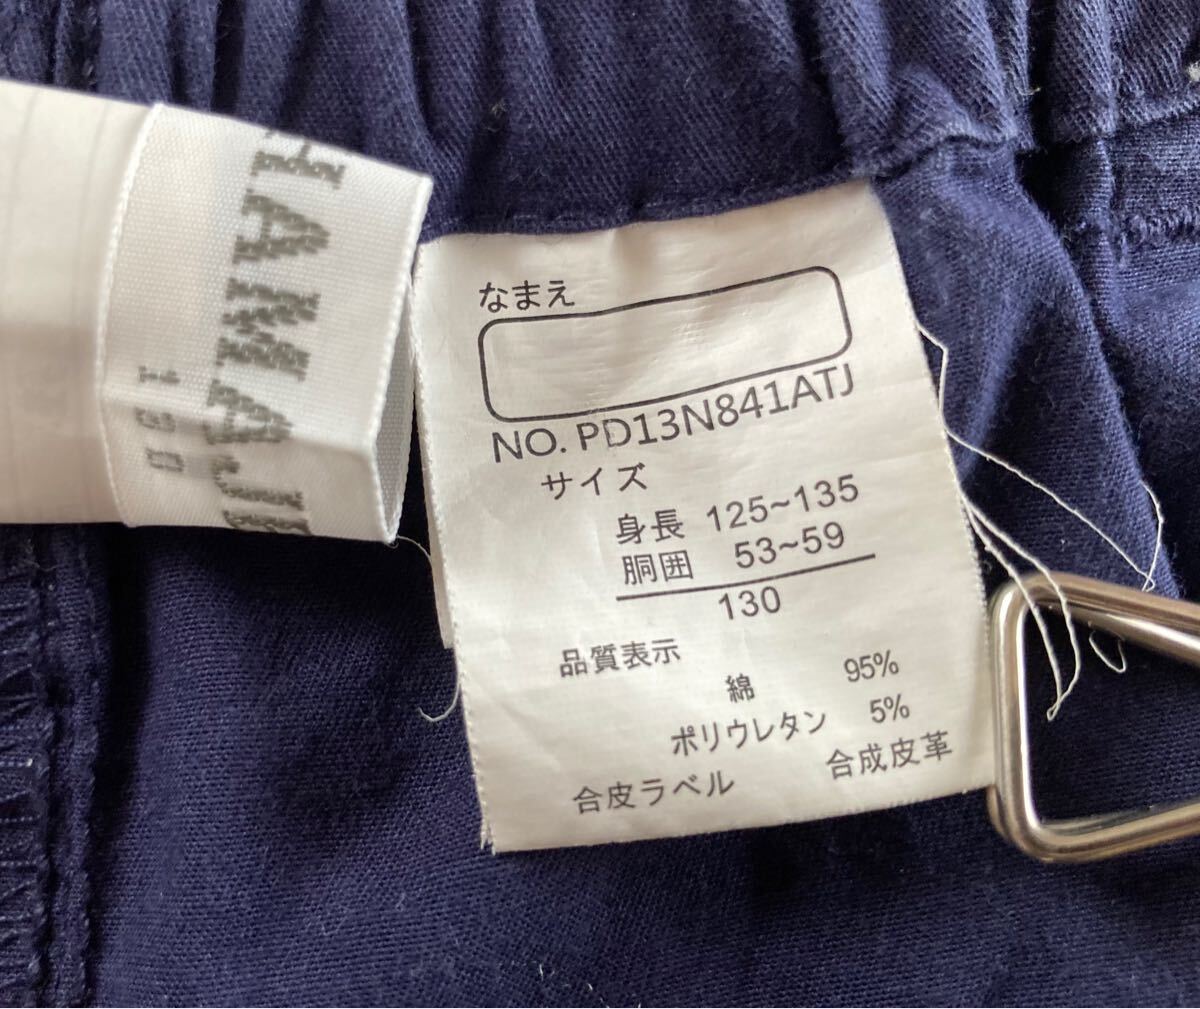 なまえ
NO. PD13N841ATJ
サイズ
身長 125~135
胴囲 53~59
130
品質表示
綿 95%
ポリウレタン 5%
合皮ラベル 合成皮革
130